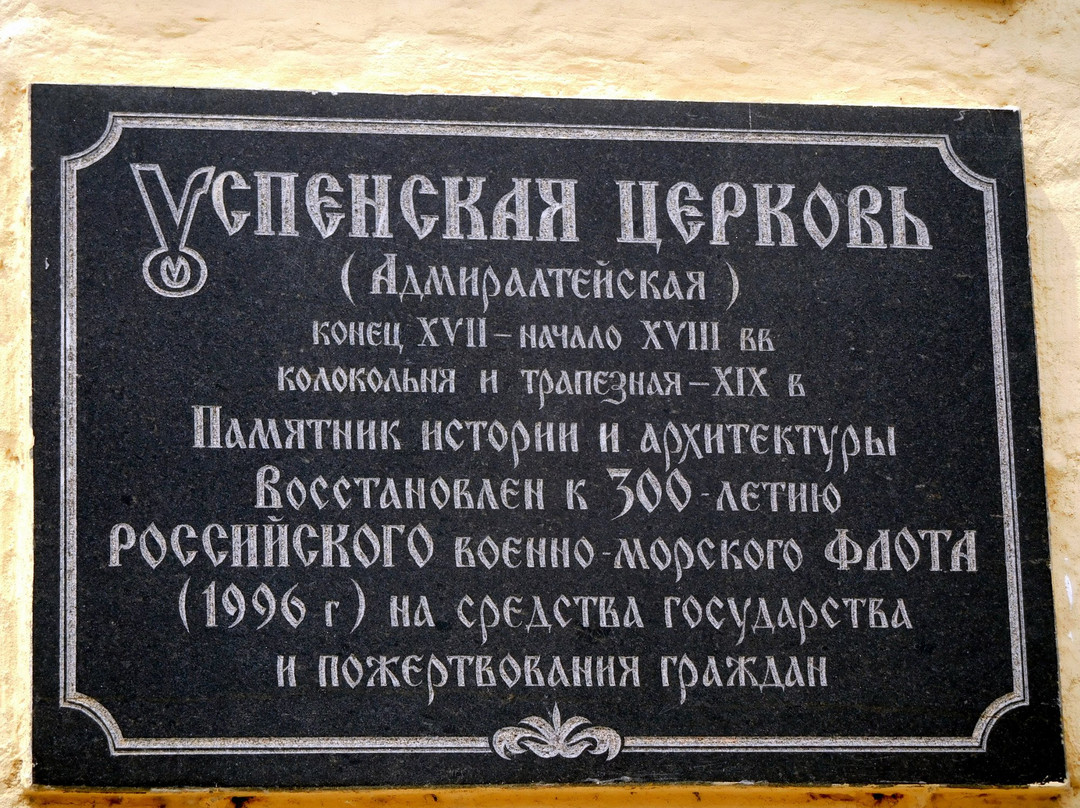 Успенская церковь
(Адмиралтейская)
конец XVII – начало XVIII вв
колокольня и трапезная – XIX в
Памятник истории и архитектуры
Восстановлен к 300-летию
РОССИЙСКОГО военно-морского ФЛОТА
(1996 г) на средства государства
и пожертвования граждан